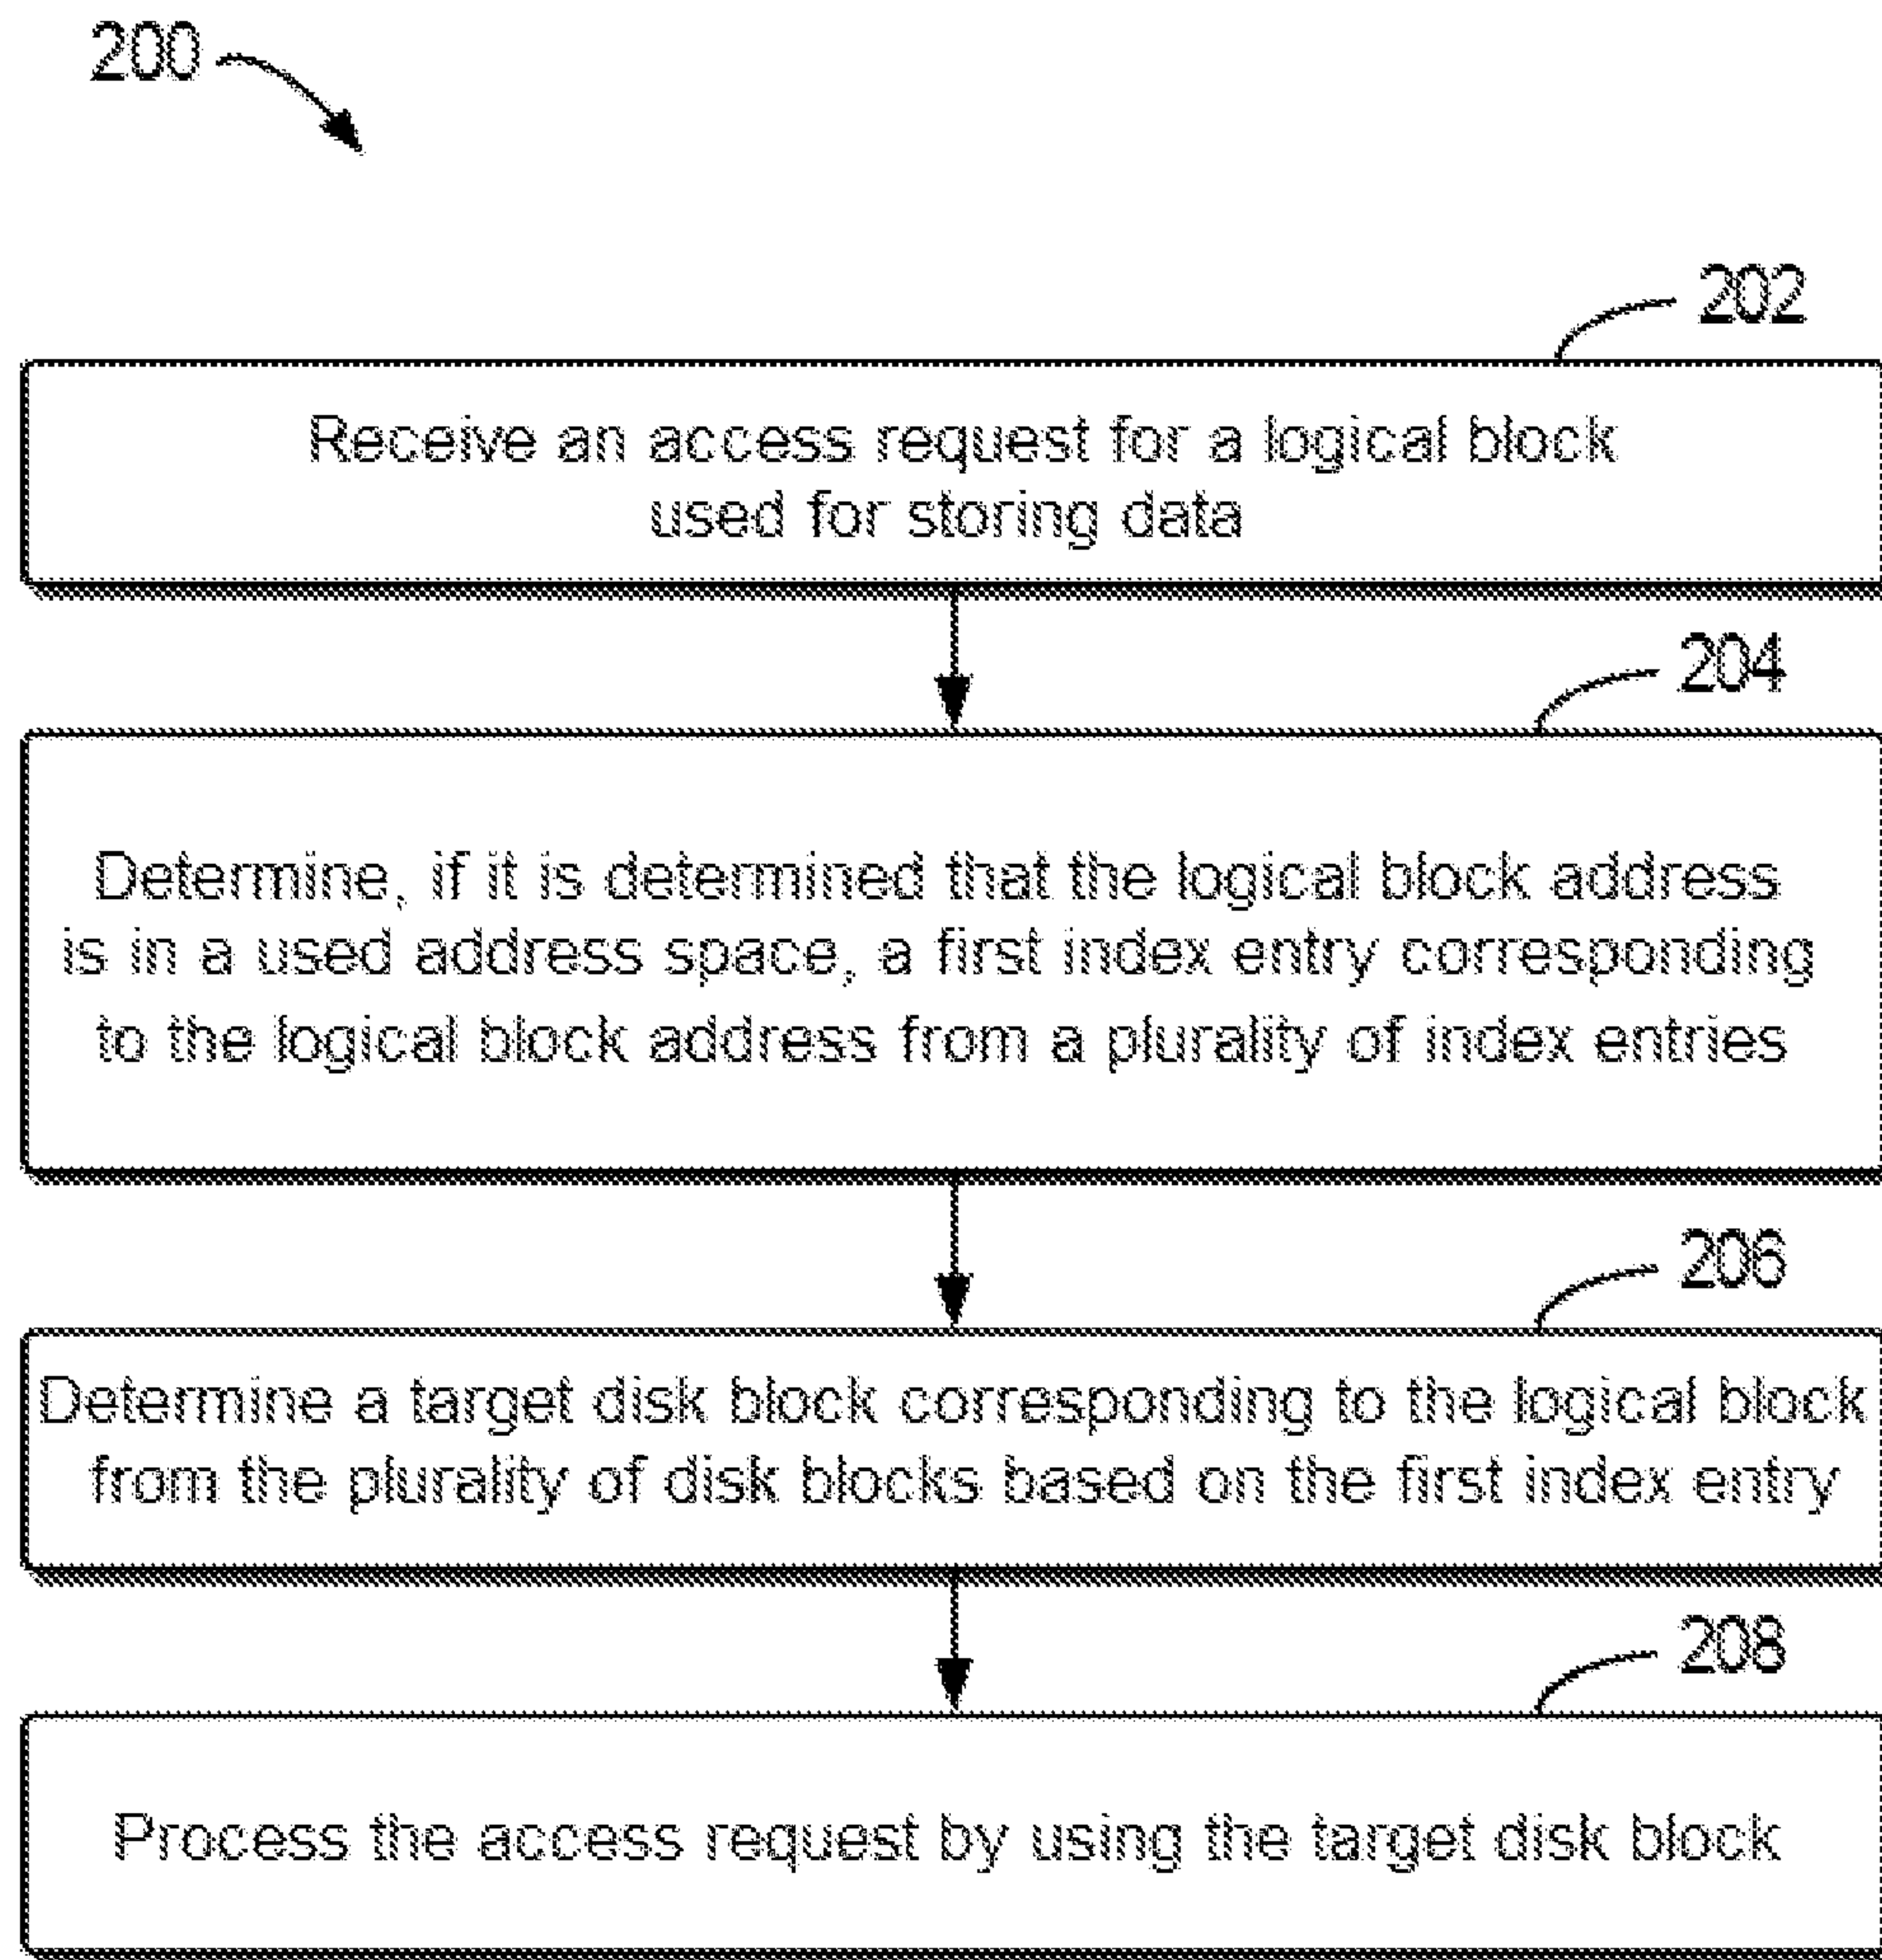 200
202
Receive an access request for a logical block
used for storing data
204
Determine, if it is determined that the logical block address
is in a used address space, a first index entry corresponding
to the logical block address from a plurality of index entries
206
Determine a target disk block corresponding to the logical block
from the plurality of disk blocks based on the first index entry
208
Process the access request by using the target disk block